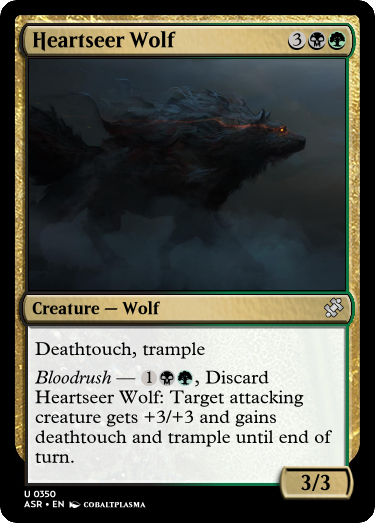 Heartseer Wolf 3
Creature — Wolf
Deathtouch, trample
Bloodrush — 1, Discard
Heartseer Wolf: Target attacking
creature gets +3/+3 and gains
deathtouch and trample until end of
turn.
3/3
U 0350
ASR • EN COBALTPLASMA